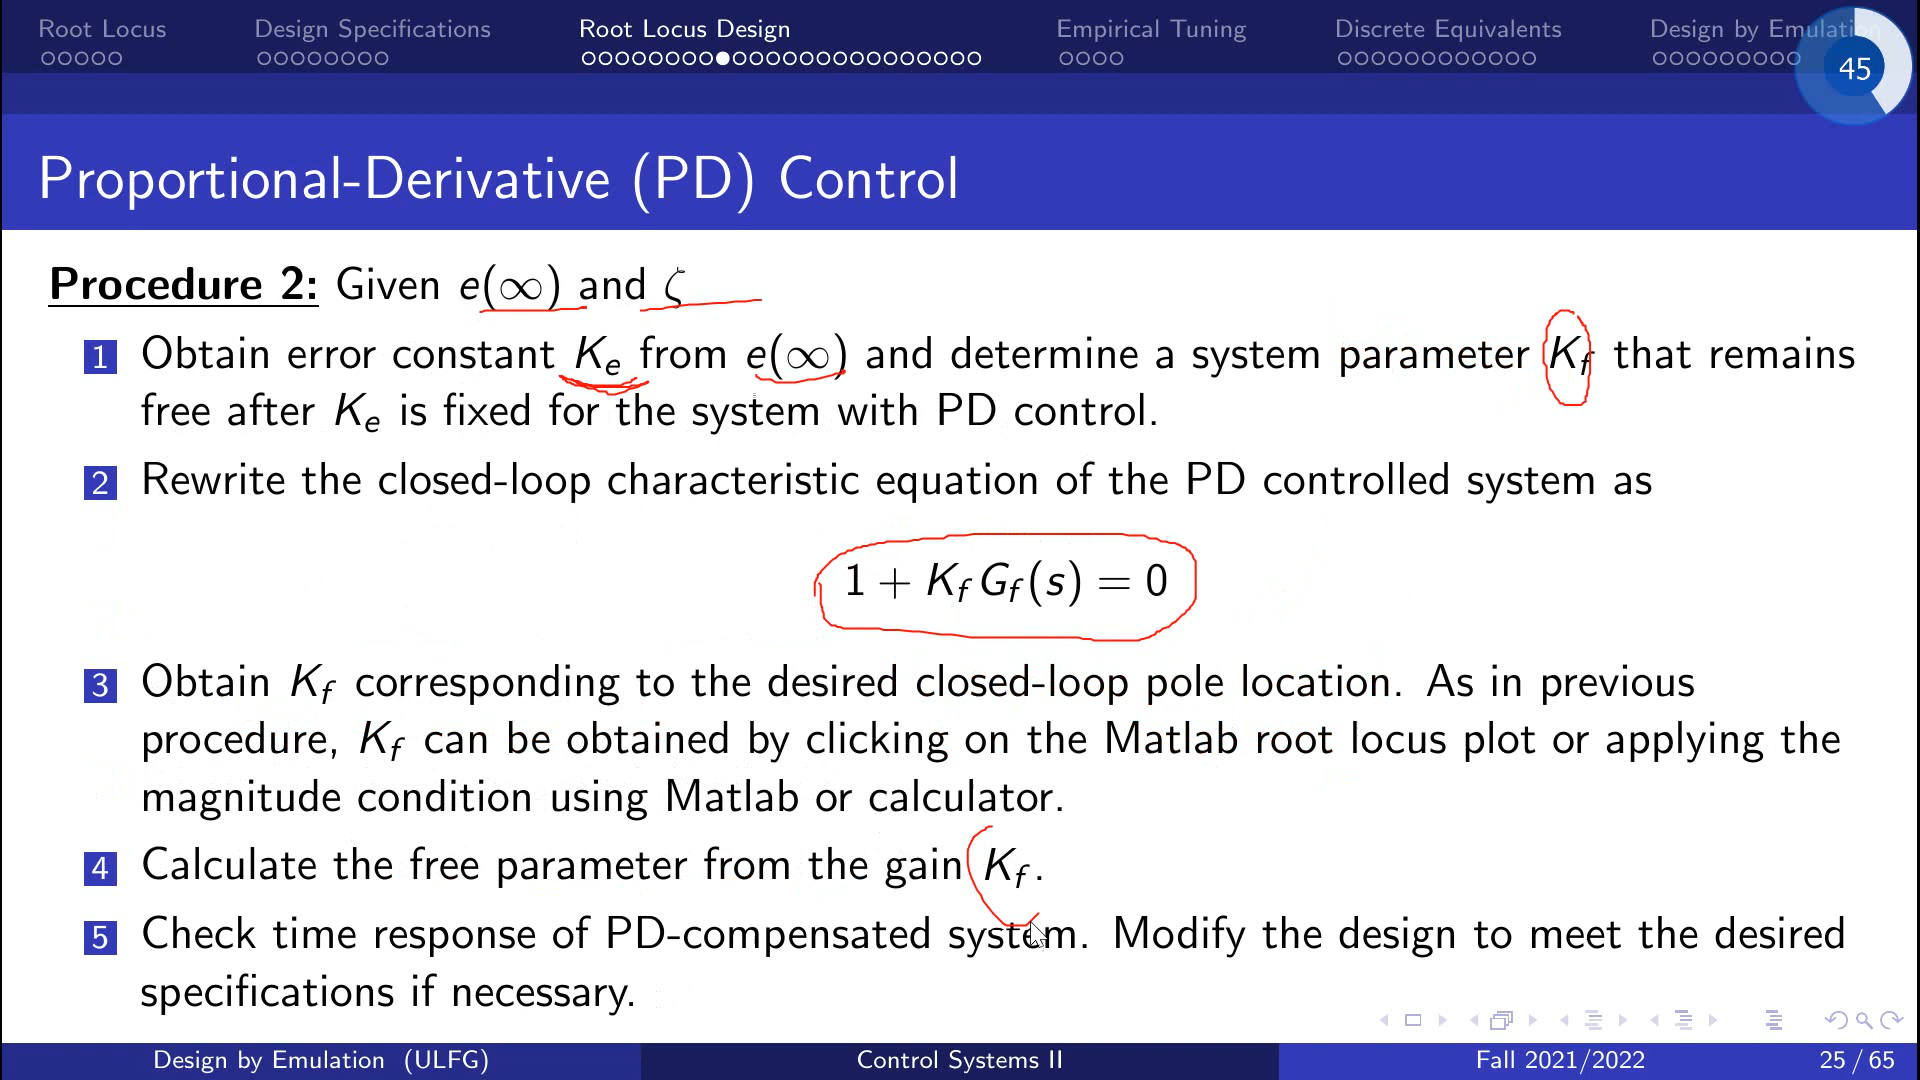 Root Locus Design Specifications Root Locus Design Empirical Tuning Discrete Equivalents Design by Emulation
45
Proportional-Derivative (PD) Control
Procedure 2: Given e(∞) and ζ
1 Obtain error constant Kₑ from e(∞) and determine a system parameter K_f that remains
free after Kₑ is fixed for the system with PD control.
2 Rewrite the closed-loop characteristic equation of the PD controlled system as
1 + K_f G_f(s) = 0
3 Obtain K_f corresponding to the desired closed-loop pole location. As in previous
procedure, K_f can be obtained by clicking on the Matlab root locus plot or applying the
magnitude condition using Matlab or calculator.
4 Calculate the free parameter from the gain K_f.
5 Check time response of PD-compensated system. Modify the design to meet the desired
specifications if necessary.
Design by Emulation (ULFG) Control Systems II Fall 2021/2022 25 / 65